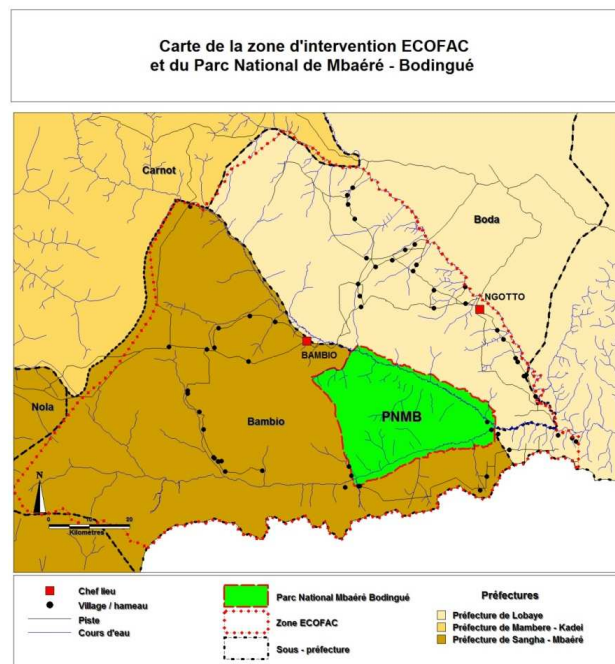 Carte de la zone d'intervention ECOFAC
et du Parc National de Mbaéré - Bodingué
Carnot
Boda
NGOTTO
BAMBIO
Nola
Bambio
PNMB
N
0 10 20
Kilomètres
Chef lieu
Village / hameau
Piste
Cours d'eau
Parc National Mbaéré Bodingué
Zone ECOFAC
Sous - préfecture
Préfectures
Préfecture de Lobaye
Préfecture de Mambere - Kadei
Préfecture de Sangha - Mbaéré